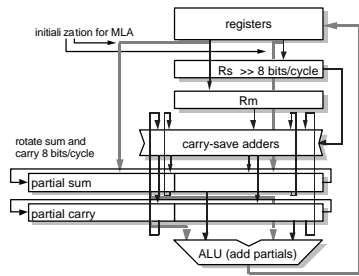 registers
initialization for MLA
Rs >> 8 bits/cycle
Rm
carry-save adders
rotate sum and
carry 8 bits/cycle
partial sum
partial carry
ALU (add partials)